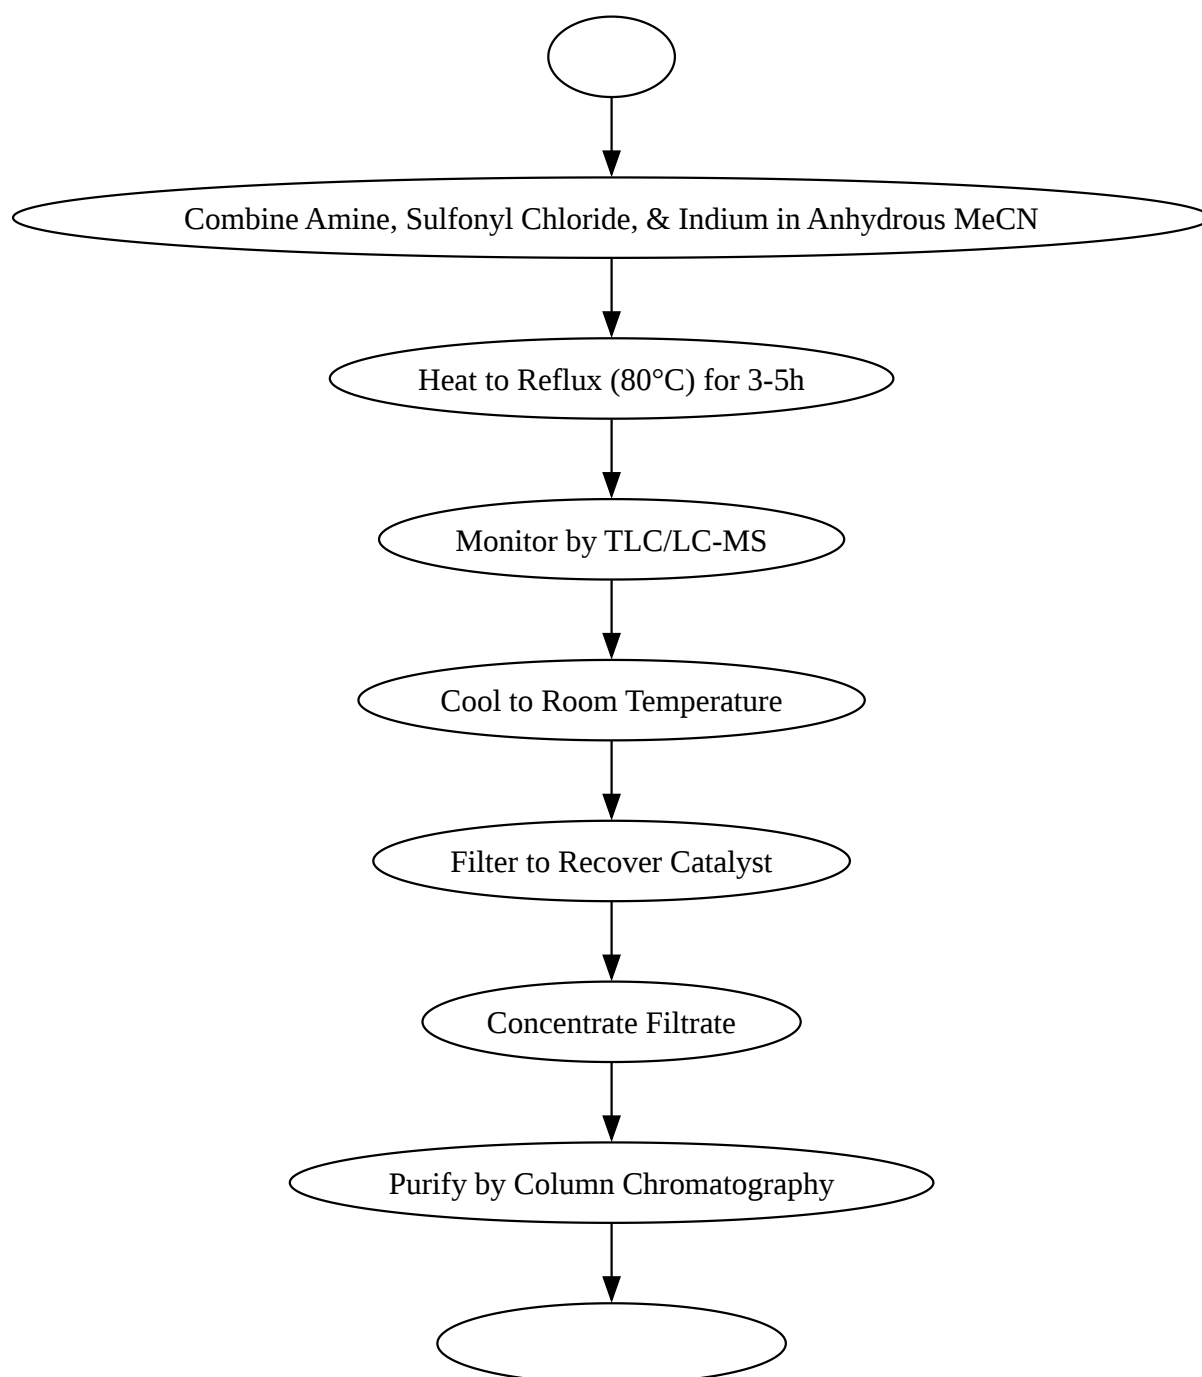 Combine Amine, Sulfonyl Chloride, & Indium in Anhydrous MeCN
Heat to Reflux (80°C) for 3-5h
Monitor by TLC/LC-MS
Cool to Room Temperature
Filter to Recover Catalyst
Concentrate Filtrate
Purify by Column Chromatography